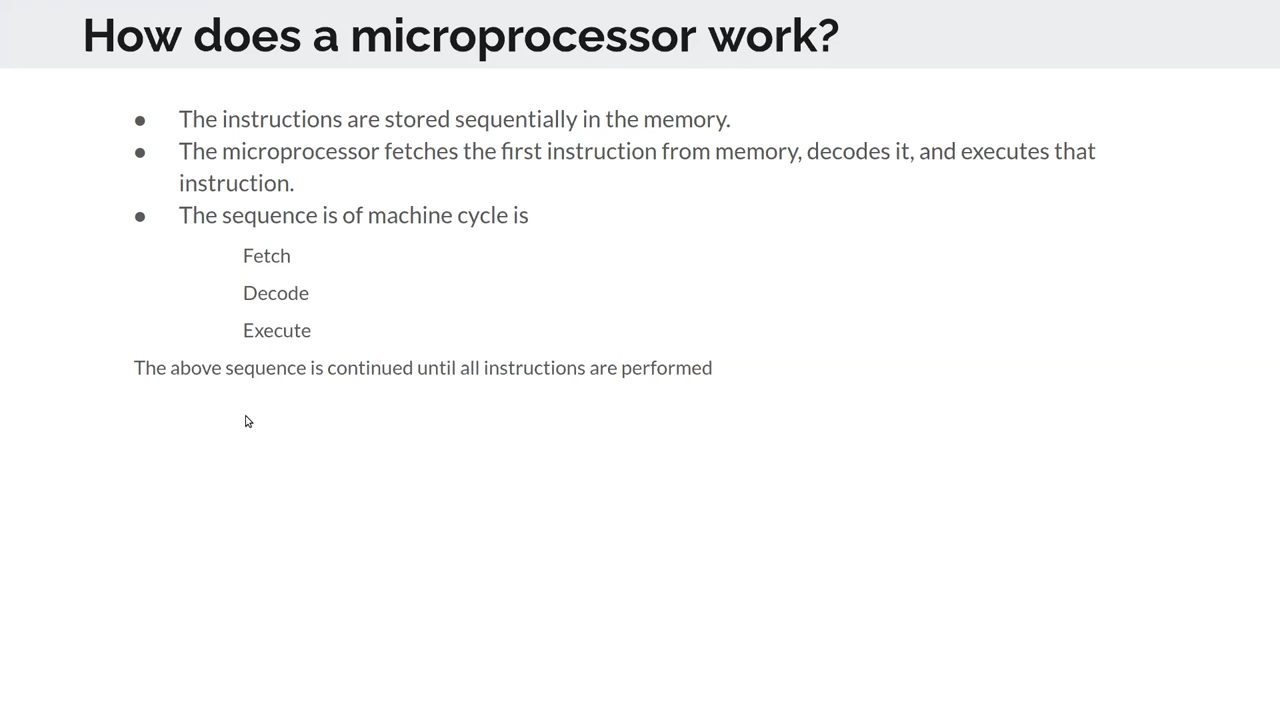 How does a microprocessor work?
● The instructions are stored sequentially in the memory.
● The microprocessor fetches the first instruction from memory, decodes it, and executes that
instruction.
● The sequence is of machine cycle is
Fetch
Decode
Execute
The above sequence is continued until all instructions are performed